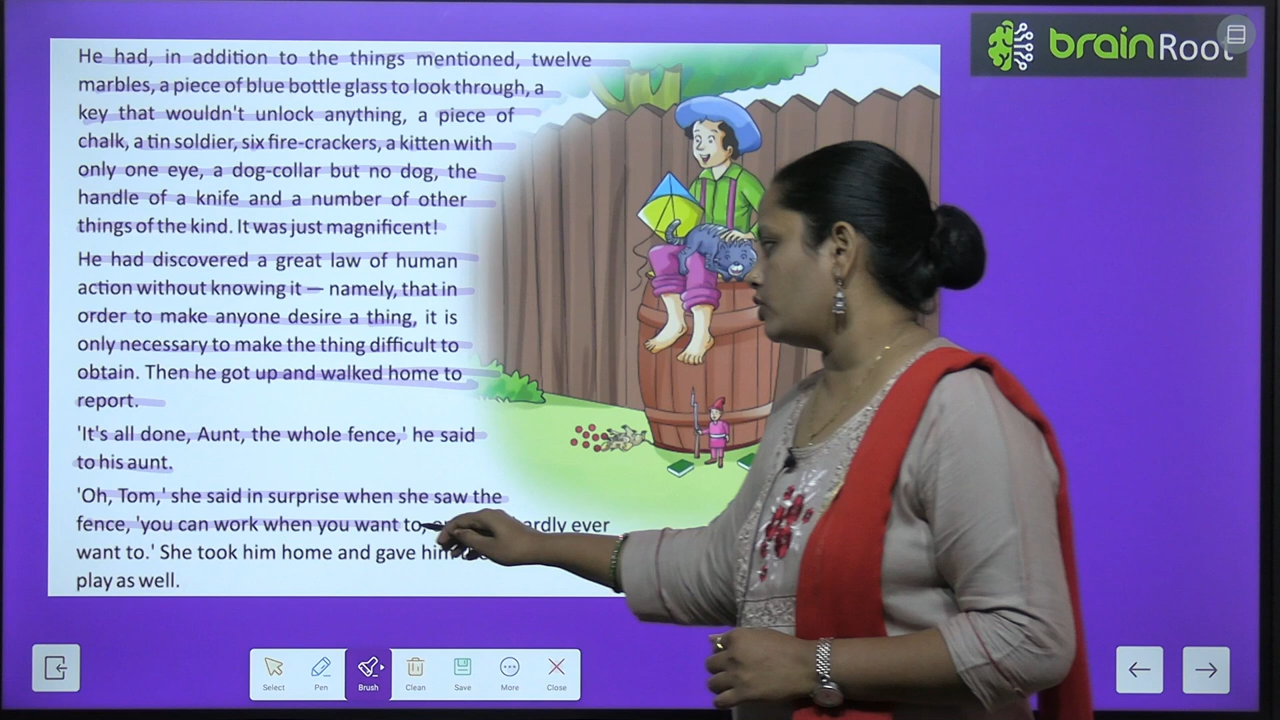 He had, in addition to the things mentioned, twelve
marbles, a piece of blue bottle glass to look through, a
key that wouldn't unlock anything, a piece of
chalk, a tin soldier, six fire-crackers, a kitten with
only one eye, a dog-collar but no dog, the
handle of a knife and a number of other
things of the kind. It was just magnificent!
He had discovered a great law of human
action without knowing it — namely, that in
order to make anyone desire a thing, it is
only necessary to make the thing difficult to
obtain. Then he got up and walked home to
report.
'It's all done, Aunt, the whole fence,' he said
to his aunt.
'Oh, Tom,' she said in surprise when she saw the
fence, 'you can work when you want to, ever
want to.' She took him home and gave him
play as well.
brainRoot
Select Pen Brush Clean Save More Close